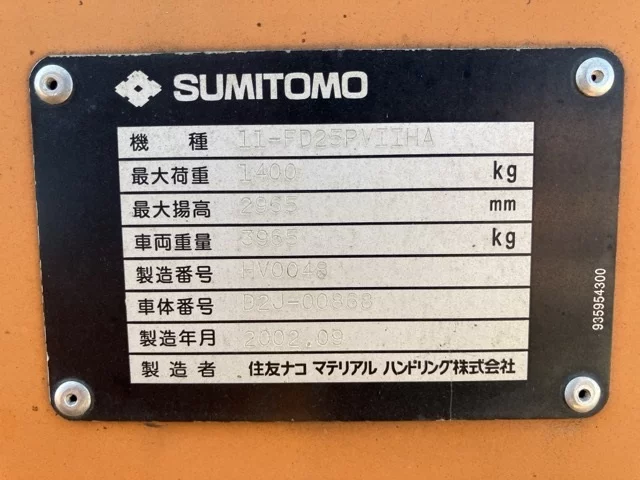 SUMITOMO
機種 11-FD25PVIIHA
最大荷重 1400 kg
最大揚高 mm
車両重量 kg
製造番号
車体番号
製造年月 2002.09
製造者 住友ナコ マテリアル ハンドリング株式会社
935954300